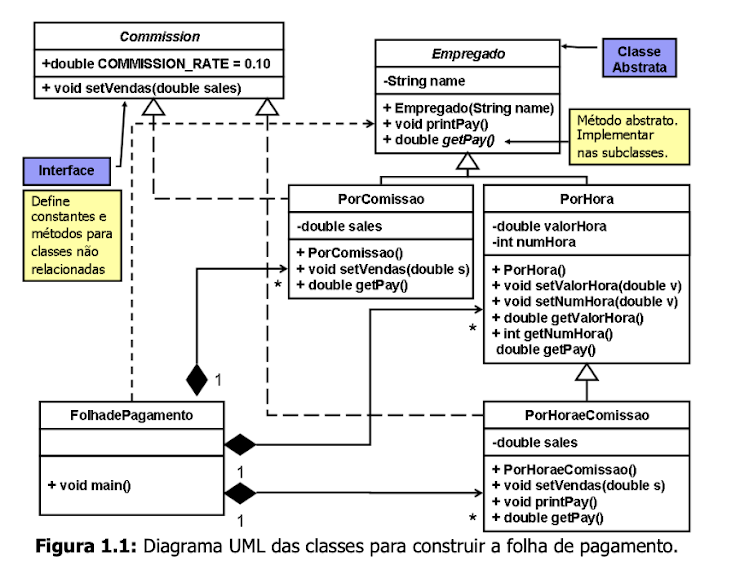 Commission
+double COMMISSION_RATE = 0.10
+ void setVendas(double sales)
Empregado
-String name
+ Empregado(String name)
+ void printPay()
+ double getPay()
Classe
Abstrata
Método abstrato.
Implementar
nas subclasses.
Interface
Define
constantes e
métodos para
classes não
relacionadas
PorComissao
-double sales
+ PorComissao()
+ void setVendas(double s)
+ double getPay()
PorHora
-double valorHora
-int numHora
+ PorHora()
+ void setValorHora(double v)
+ void setNumHora(double v)
+ double getValorHora()
+ int getNumHora()
double getPay()
*
*
1
FolhadePagamento
+ void main()
1
1
*
PorHoraeComissao
-double sales
+ PorHoraeComissao()
+ void setVendas(double s)
+ void printPay()
+ double getPay()
Figura 1.1: Diagrama UML das classes para construir a folha de pagamento.